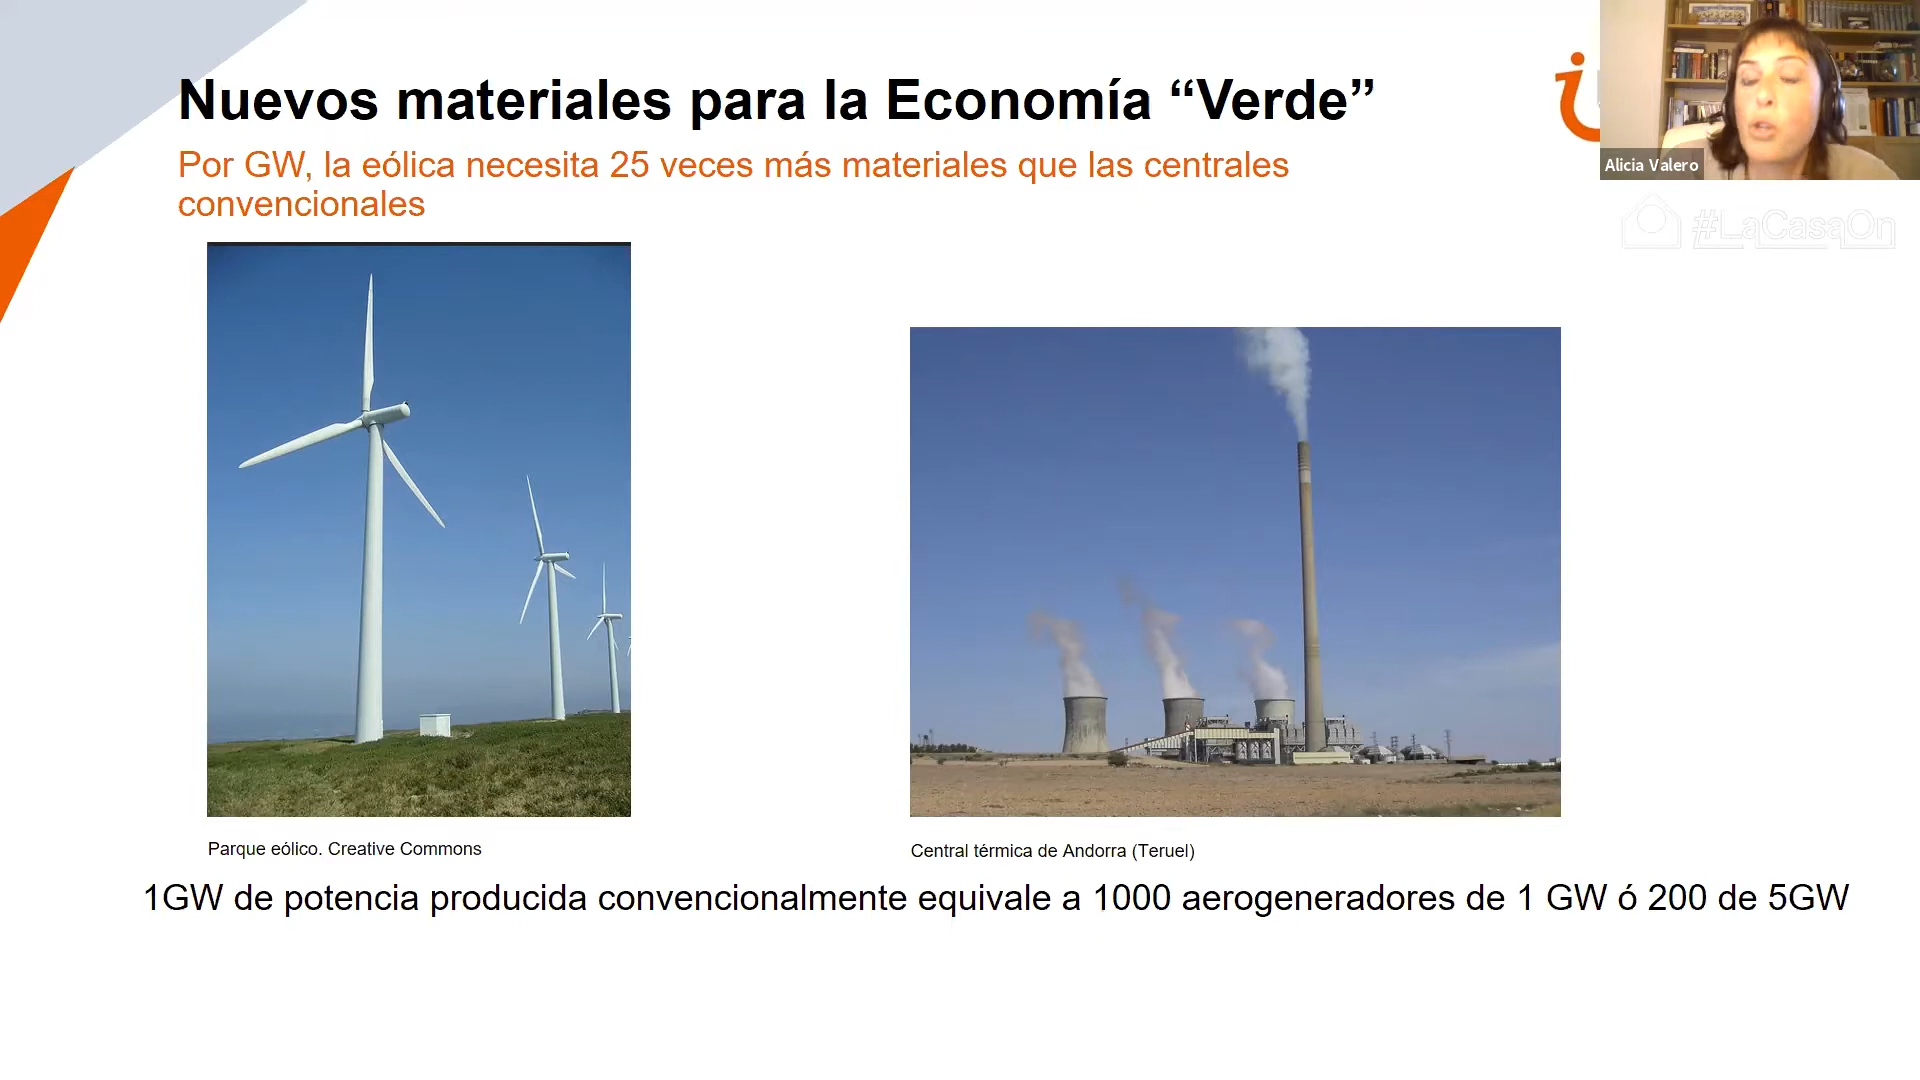 Nuevos materiales para la Economía “Verde”
Por GW, la eólica necesita 25 veces más materiales que las centrales
convencionales
Alicia Valero
#LaCasaOn
Parque eólico. Creative Commons
Central térmica de Andorra (Teruel)
1GW de potencia producida convencionalmente equivale a 1000 aerogeneradores de 1 GW ó 200 de 5GW